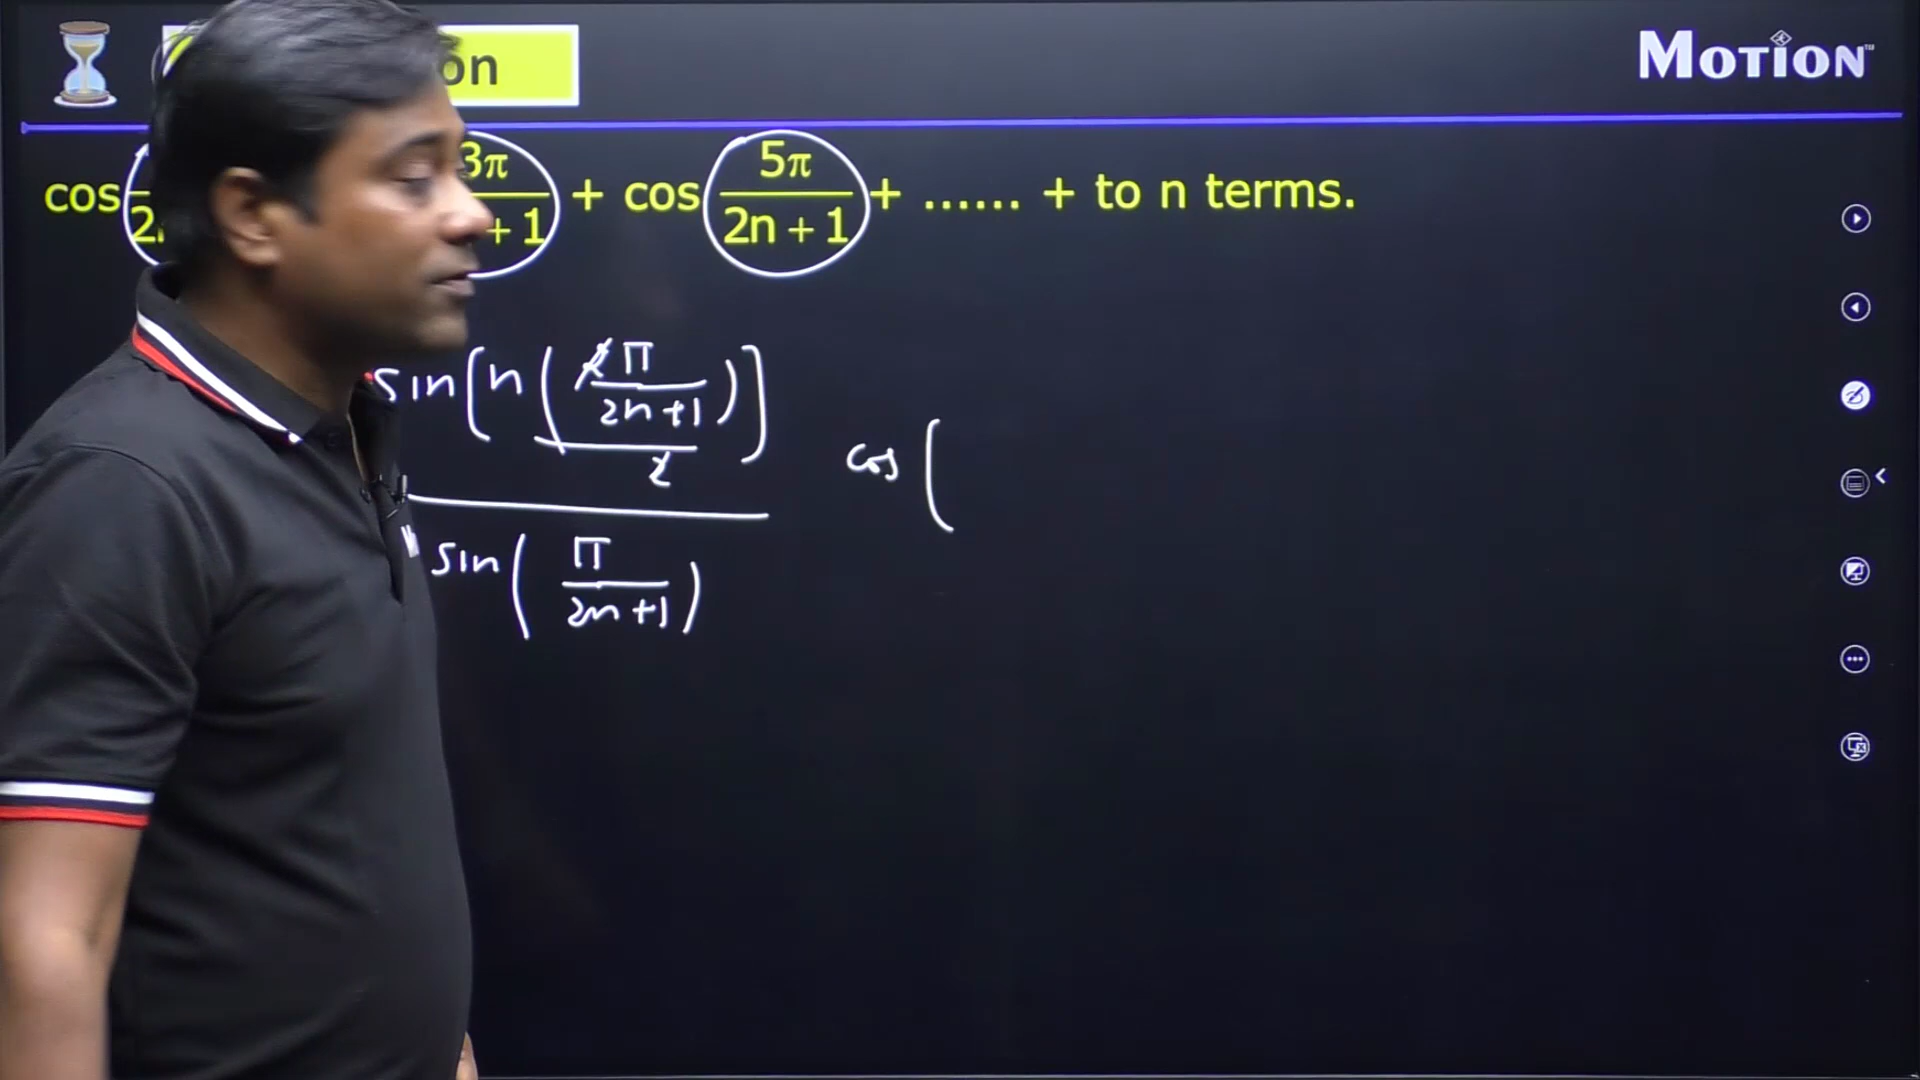 on
MOTION
cos 3π/+1 + cos 5π/(2n + 1) + ...... + to n terms.
sin[n(2π/(2n+1))/2] cos(
sin(π/(2n+1))